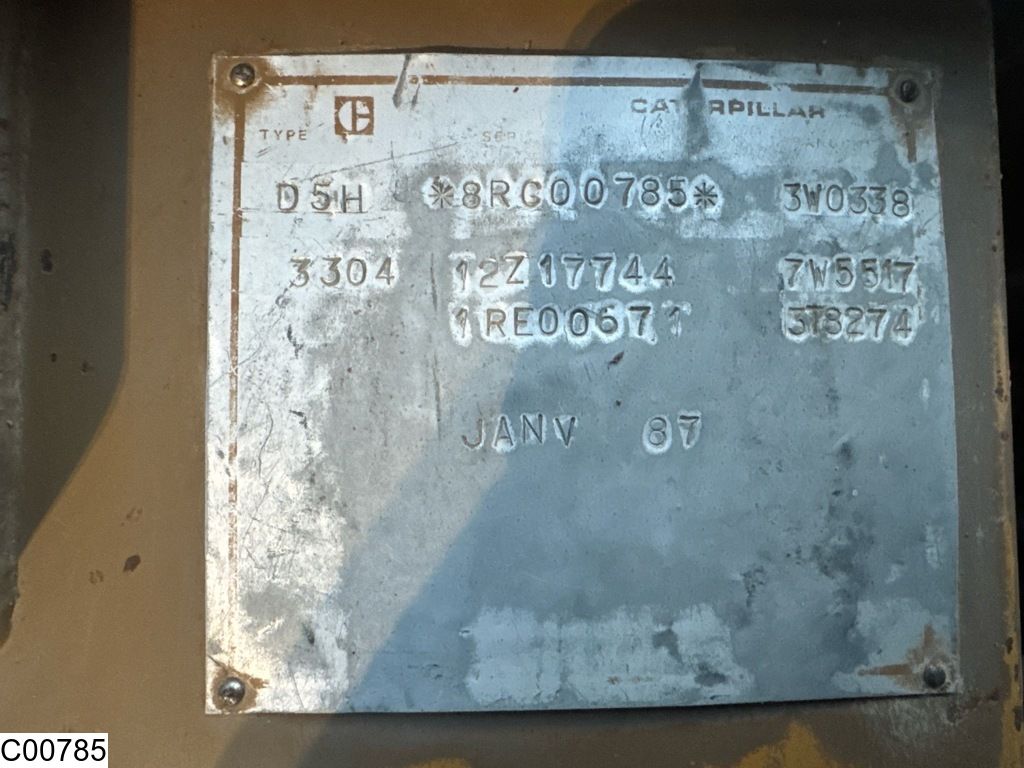 CATERPILLAR
TYPE
D5H *8RC00785* 3W0338
3304 12Z17744 7W5517
1RE00671 3T8274
JANV 87
C00785